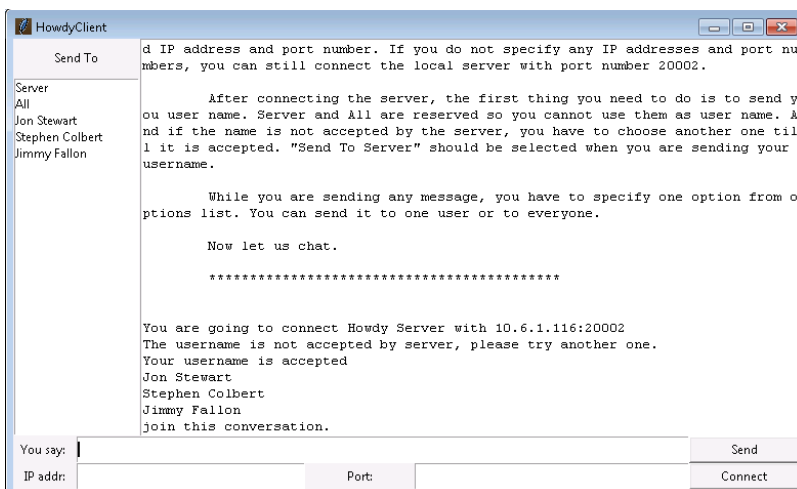 HowdyClient
Send To
Server
All
Jon Stewart
Stephen Colbert
Jimmy Fallon
d IP address and port number. If you do not specify any IP addresses and port nu
mbers, you can still connect the local server with port number 20002.
After connecting the server, the first thing you need to do is to send y
ou user name. Server and All are reserved so you cannot use them as user name. A
nd if the name is not accepted by the server, you have to choose another one til
l it is accepted. "Send To Server" should be selected when you are sending your
username.
While you are sending any message, you have to specify one option from o
ptions list. You can send it to one user or to everyone.
Now let us chat.
*******************************************
You are going to connect Howdy Server with 10.6.1.116:20002
The username is not accepted by server, please try another one.
Your username is accepted
Jon Stewart
Stephen Colbert
Jimmy Fallon
join this conversation.
You say:
Send
IP addr:
Port:
Connect